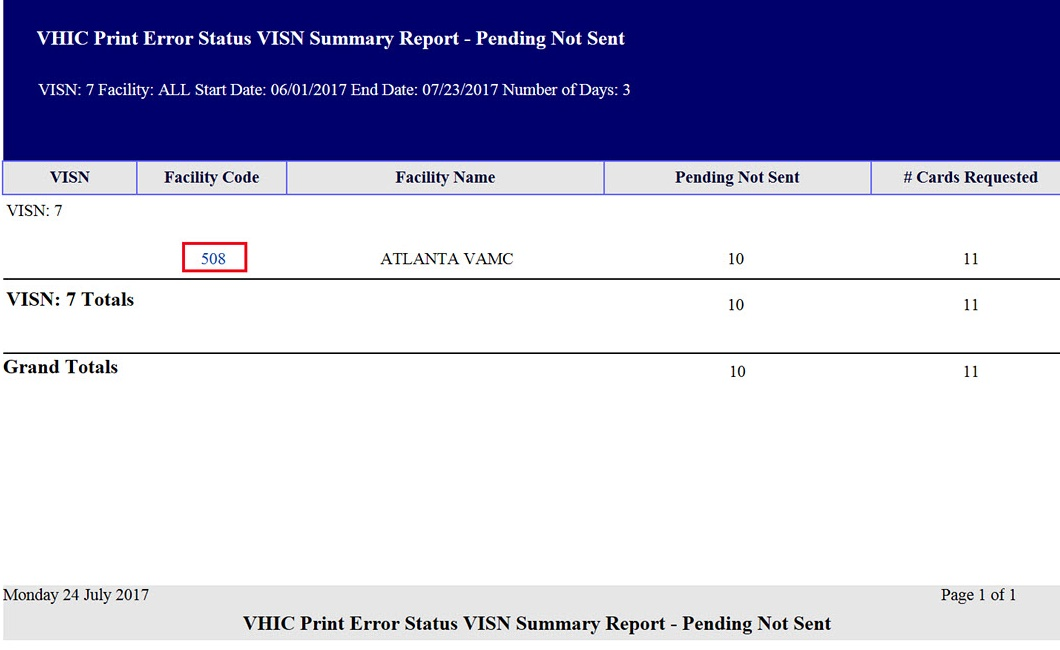 VHIC Print Error Status VISN Summary Report - Pending Not Sent
VISN: 7 Facility: ALL Start Date: 06/01/2017 End Date: 07/23/2017 Number of Days: 3
VISN Facility Code Facility Name Pending Not Sent # Cards Requested
VISN: 7
508 ATLANTA VAMC 10 11
VISN: 7 Totals 10 11
Grand Totals 10 11
Monday 24 July 2017 Page 1 of 1
VHIC Print Error Status VISN Summary Report - Pending Not Sent